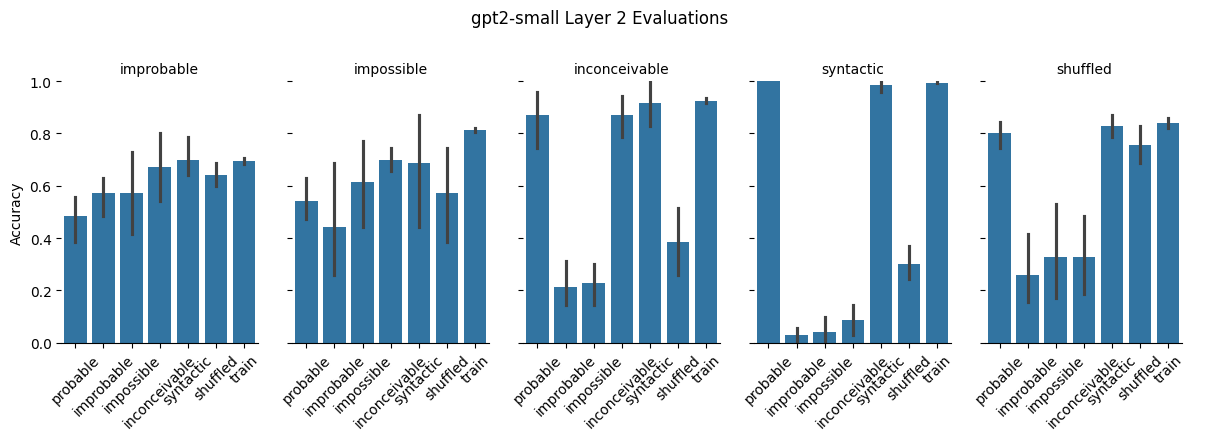 gpt2-small Layer 2 Evaluations
improbable
impossible
inconceivable
syntactic
shuffled
Accuracy
1.0
0.8
0.6
0.4
0.2
0.0
probable
improbable
impossible
inconceivable
syntactic
shuffled
train
probable
improbable
impossible
inconceivable
syntactic
shuffled
train
probable
improbable
impossible
inconceivable
syntactic
shuffled
train
probable
improbable
impossible
inconceivable
syntactic
shuffled
train
probable
improbable
impossible
inconceivable
syntactic
shuffled
train